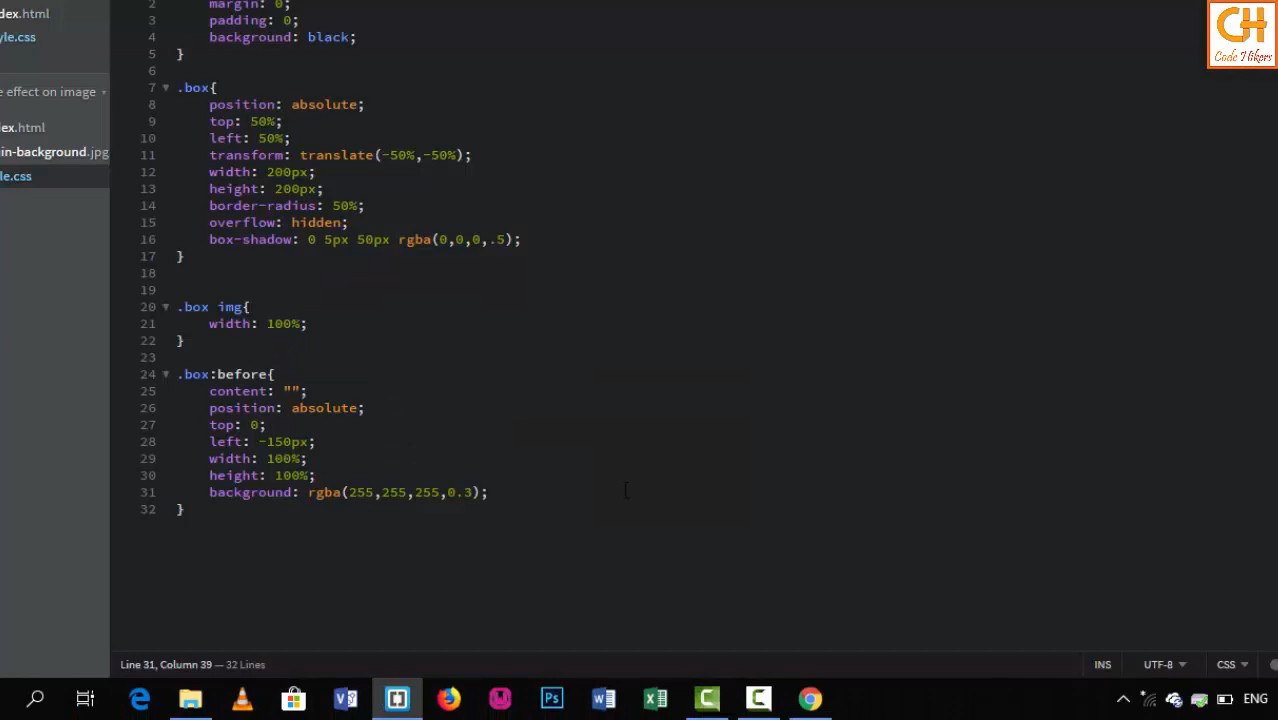 dex.html
yle.css
e effect on image
ex.html
in-background.jpg
le.css
2 margin: 0;
3 padding: 0;
4 background: black;
5 }
6
7 .box{
8 position: absolute;
9 top: 50%;
10 left: 50%;
11 transform: translate(-50%,-50%);
12 width: 200px;
13 height: 200px;
14 border-radius: 50%;
15 overflow: hidden;
16 box-shadow: 0 5px 50px rgba(0,0,0,.5);
17 }
18
19
20 .box img{
21 width: 100%;
22 }
23
24 .box:before{
25 content: "";
26 position: absolute;
27 top: 0;
28 left: -150px;
29 width: 100%;
30 height: 100%;
31 background: rgba(255,255,255,0.3);
32 }
CH
Code Hikers
Line 31, Column 39 — 32 Lines
INS UTF-8 CSS
Ps
ENG